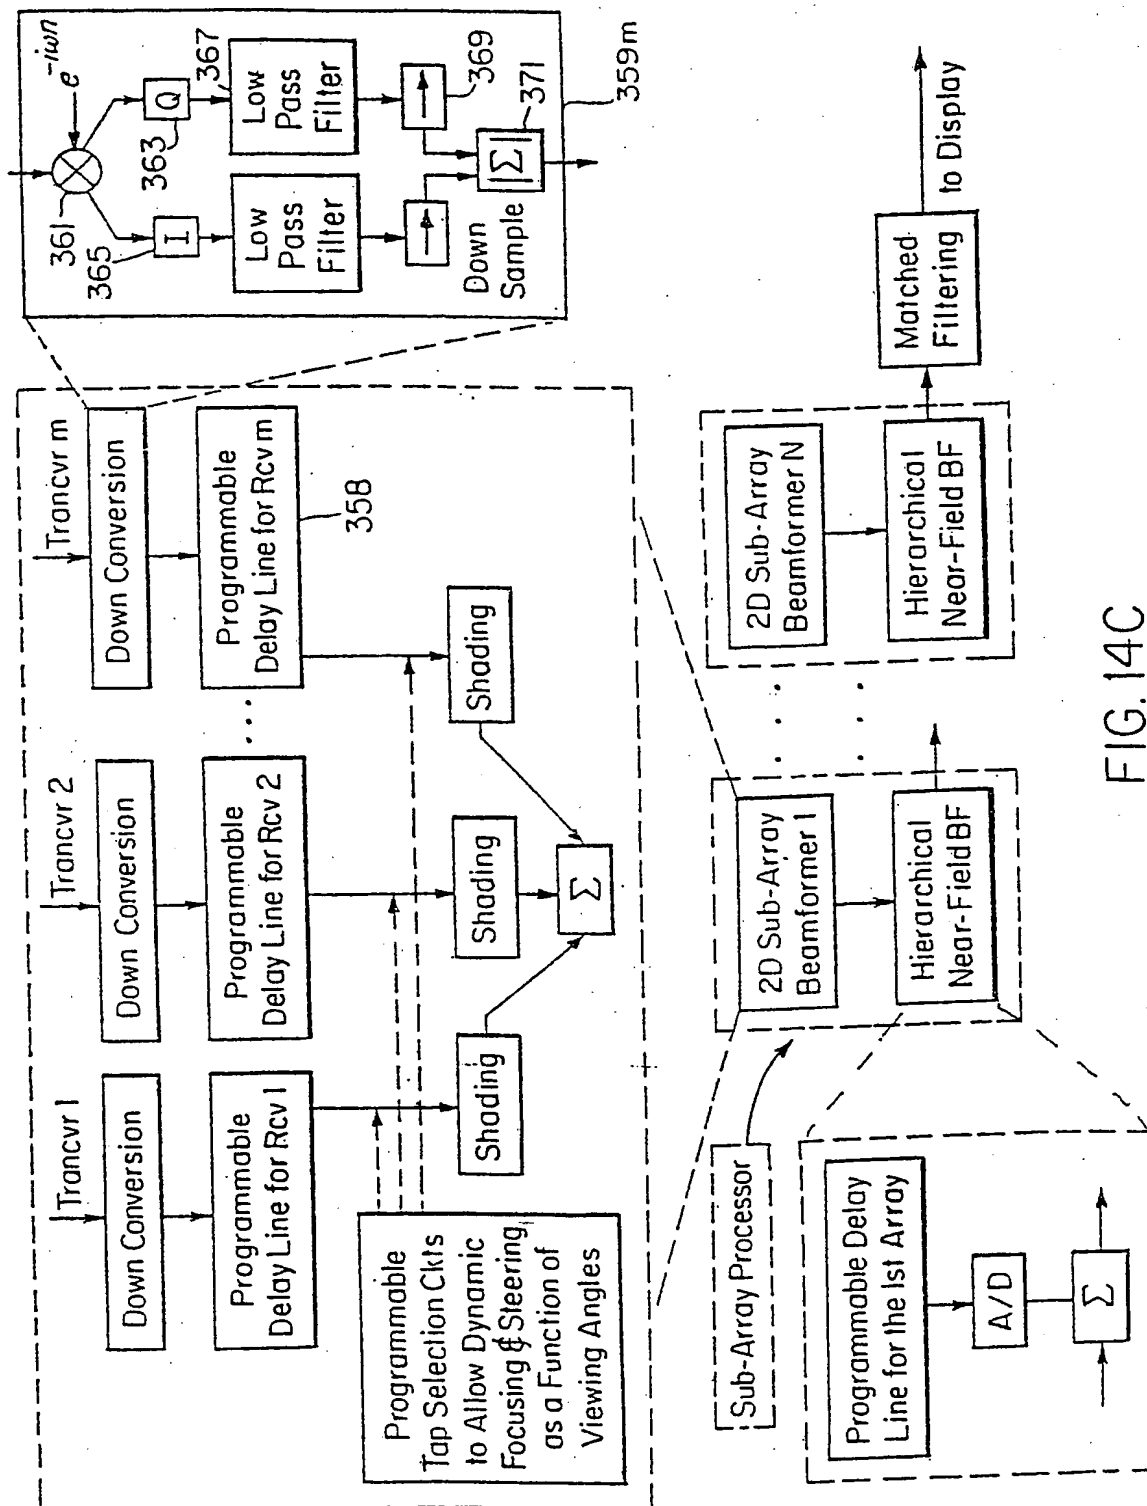 Trancvr 1
Trancvr 2
Trancvr m
Down Conversion
Down Conversion
Down Conversion
Programmable
Delay Line for Rcv 1
Programmable
Delay Line for Rcv 2
. . .
Programmable
Delay Line for Rcv m
358
Programmable
Tap Selection Ckts
to Allow Dynamic
Focusing & Steering
as a Function of
Viewing Angles
Shading
Shading
Shading
Σ
e^-iωn
361
365
I
Q
363
367
Low
Pass
Filter
Low
Pass
Filter
369
Down
Sample
|Σ|
371
359m
Sub-Array Processor
2D Sub-Array
Beamformer 1
. . .
2D Sub-Array
Beamformer N
Hierarchical
Near-Field BF
. . .
Hierarchical
Near-Field BF
Matched
Filtering
to Display
Programmable Delay
Line for the 1st Array
A/D
Σ
FIG. 14C